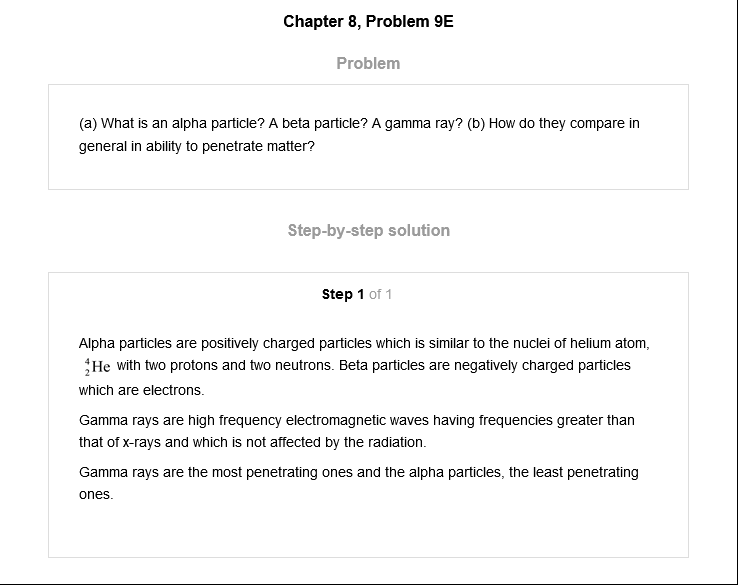 Chapter 8, Problem 9E
Problem
(a) What is an alpha particle? A beta particle? A gamma ray? (b) How do they compare in
general in ability to penetrate matter?
Step-by-step solution
Step 1 of 1
Alpha particles are positively charged particles which is similar to the nuclei of helium atom,
⁴₂He with two protons and two neutrons. Beta particles are negatively charged particles
which are electrons.
Gamma rays are high frequency electromagnetic waves having frequencies greater than
that of x-rays and which is not affected by the radiation.
Gamma rays are the most penetrating ones and the alpha particles, the least penetrating
ones.